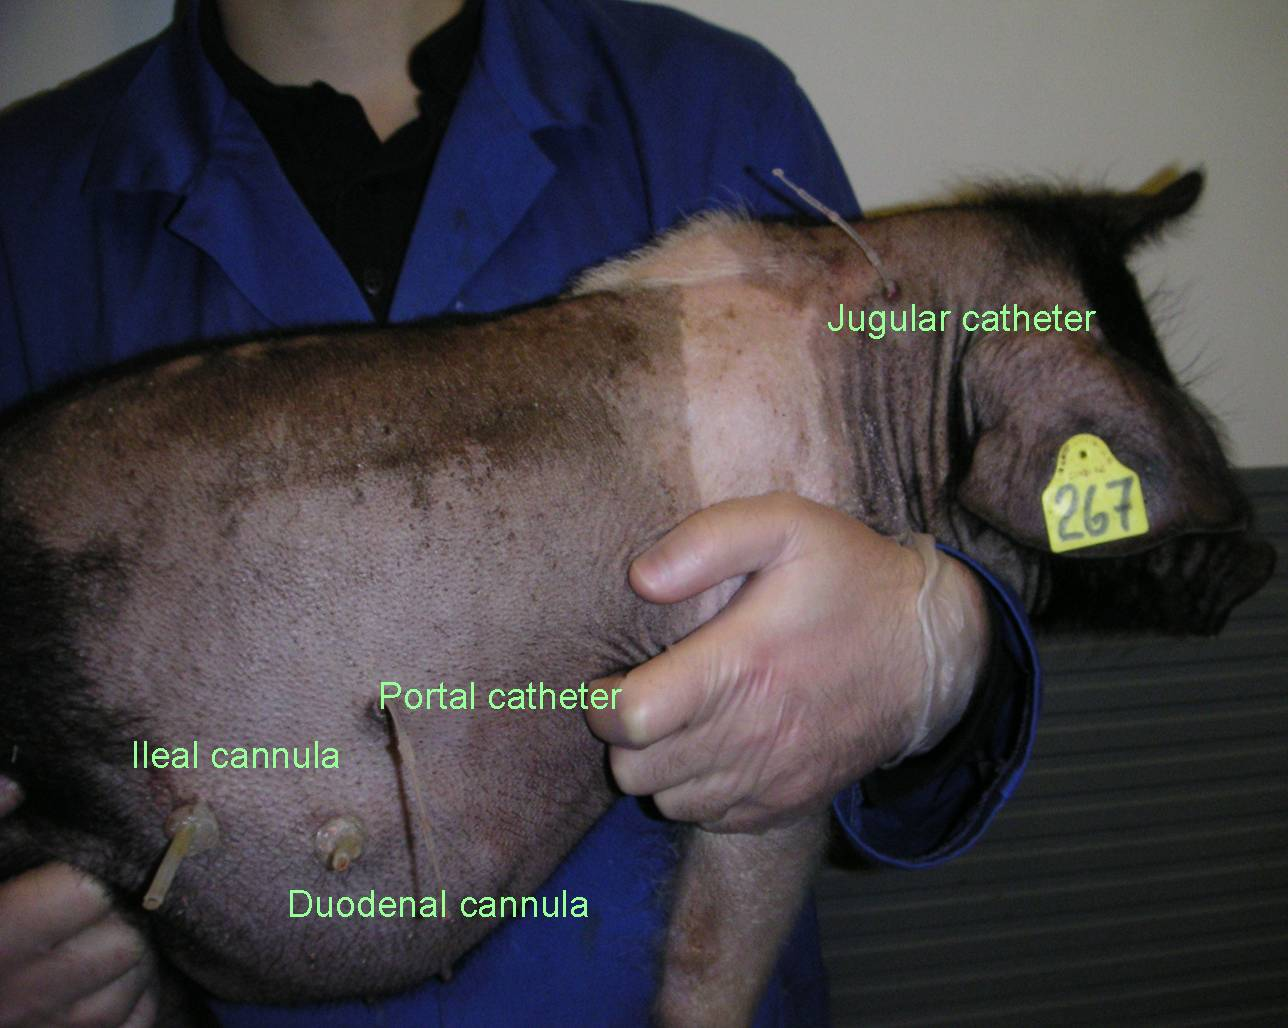 Jugular catheter
267
Portal catheter
Ileal cannula
Duodenal cannula